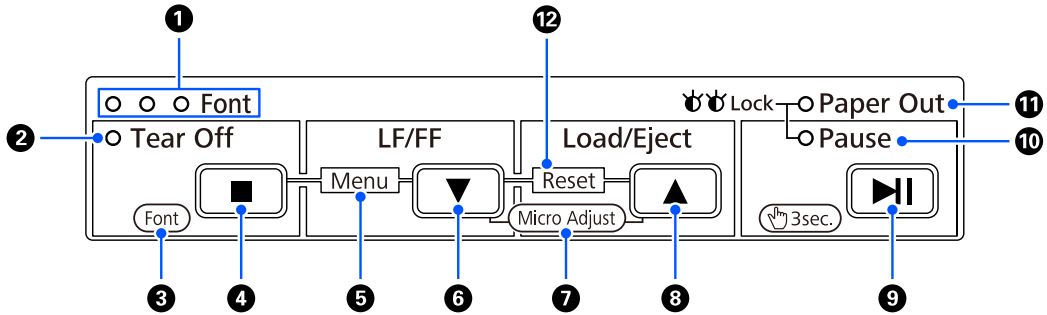 1
12
Font
Lock
Paper Out
11
2
Tear Off
LF/FF
Load/Eject
Pause
10
Menu
Reset
Font
Micro Adjust
3sec.
3
4
5
6
7
8
9